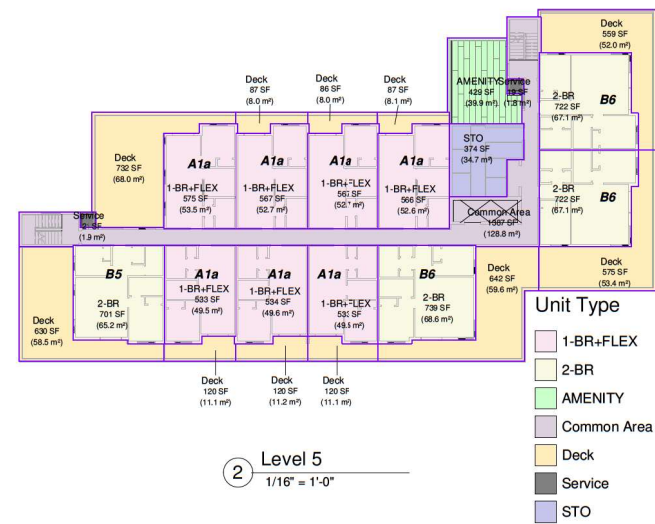 Deck
559 SF
(52.0 m²)
Deck
87 SF
(8.0 m²)
Deck
86 SF
(8.0 m²)
Deck
87 SF
(8.1 m²)
AMENITY
429 SF
(39.9 m²)
Service
19 SF
(1.8 m²)
2-BR
722 SF
(67.1 m²)
B6
STO
374 SF
(34.7 m²)
Deck
732 SF
(68.0 m²)
A1a
1-BR+FLEX
575 SF
(53.5 m²)
A1a
1-BR+FLEX
567 SF
(52.7 m²)
A1a
1-BR+FLEX
567 SF
A1a
1-BR+FLEX
566 SF
(52.6 m²)
2-BR
722 SF
(67.1 m²)
B6
Common Area
1387 SF
(128.8 m²)
Service
SF
(1.9 m²)
B5
2-BR
701 SF
(65.2 m²)
A1a
1-BR+FLEX
533 SF
(49.5 m²)
A1a
1-BR+FLEX
534 SF
(49.6 m²)
A1a
1-BR+FLEX
SF
B6
2-BR
739 SF
(68.6 m²)
Deck
642 SF
(59.6 m²)
Deck
575 SF
(53.4 m²)
Deck
630 SF
(58.5 m²)
Deck
120 SF
(11.1 m²)
Deck
120 SF
(11.2 m²)
Deck
120 SF
(11.1 m²)
Unit Type
1-BR+FLEX
2-BR
AMENITY
Common Area
Deck
Service
STO
2
Level 5
1/16" = 1'-0"